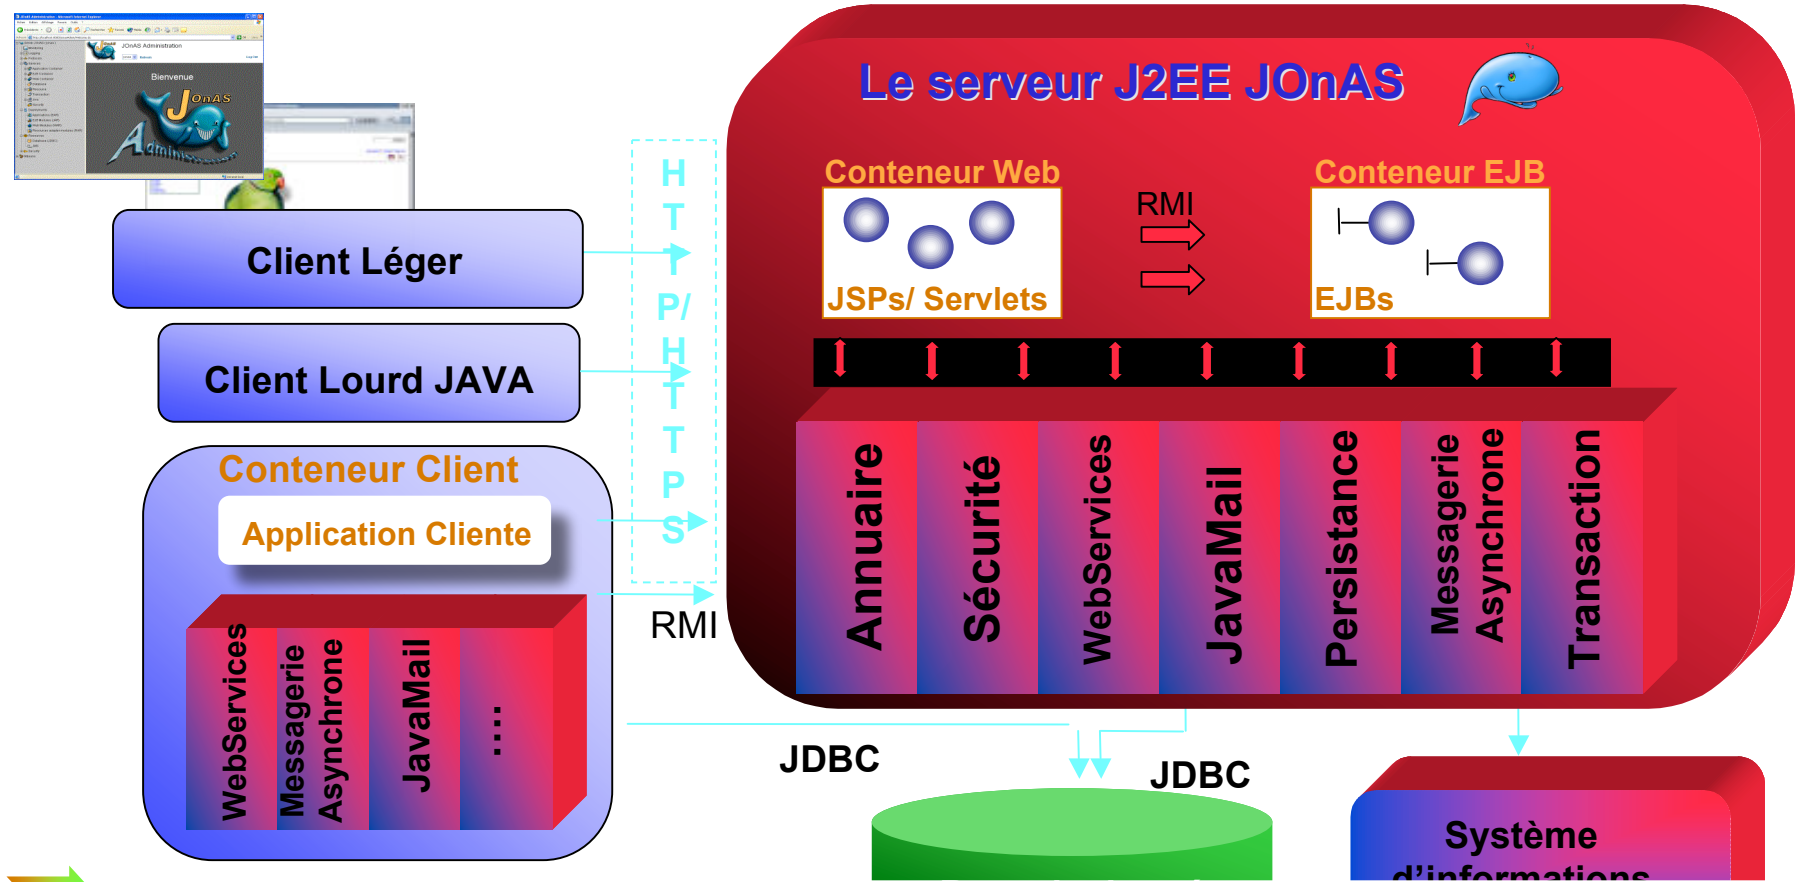 JOnAS Administration
Bienvenue
JOnAS
Administration
Le serveur J2EE JOnAS
Conteneur Web
RMI
Conteneur EJB
JSPs/ Servlets
EJBs
HTTP/HTTPS
Client Léger
Client Lourd JAVA
Conteneur Client
Application Cliente
RMI
Annuaire
Sécurité
WebServices
JavaMail
Persistance
Messagerie
Asynchrone
Transaction
WebServices
Messagerie
Asynchrone
JavaMail
....
JDBC
JDBC
Système
d'informations